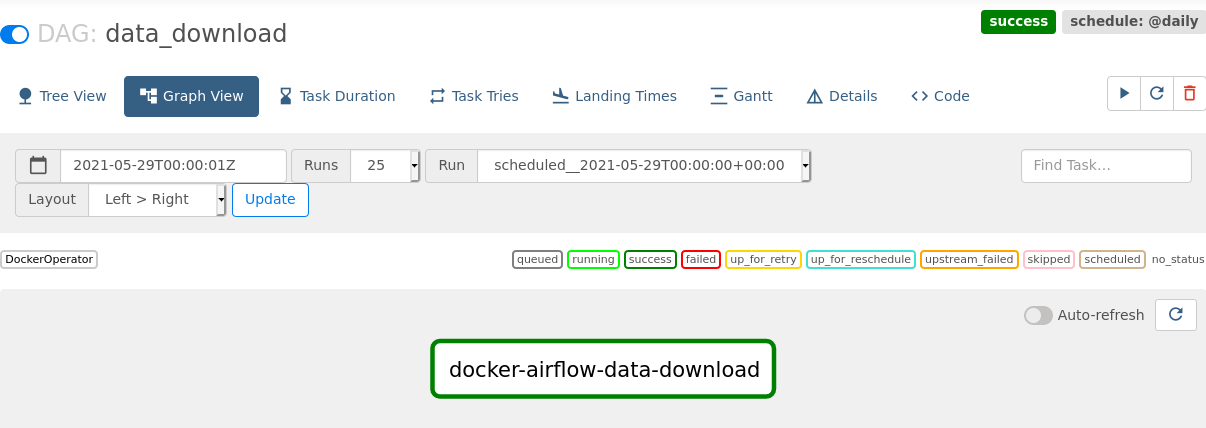 DAG: data_download
success schedule: @daily
Tree View Graph View Task Duration Task Tries Landing Times Gantt Details Code
2021-05-29T00:00:01Z Runs 25 Run scheduled__2021-05-29T00:00:00+00:00 Find Task...
Layout Left > Right Update
DockerOperator queued running success failed up_for_retry up_for_reschedule upstream_failed skipped scheduled no_status
Auto-refresh
docker-airflow-data-download